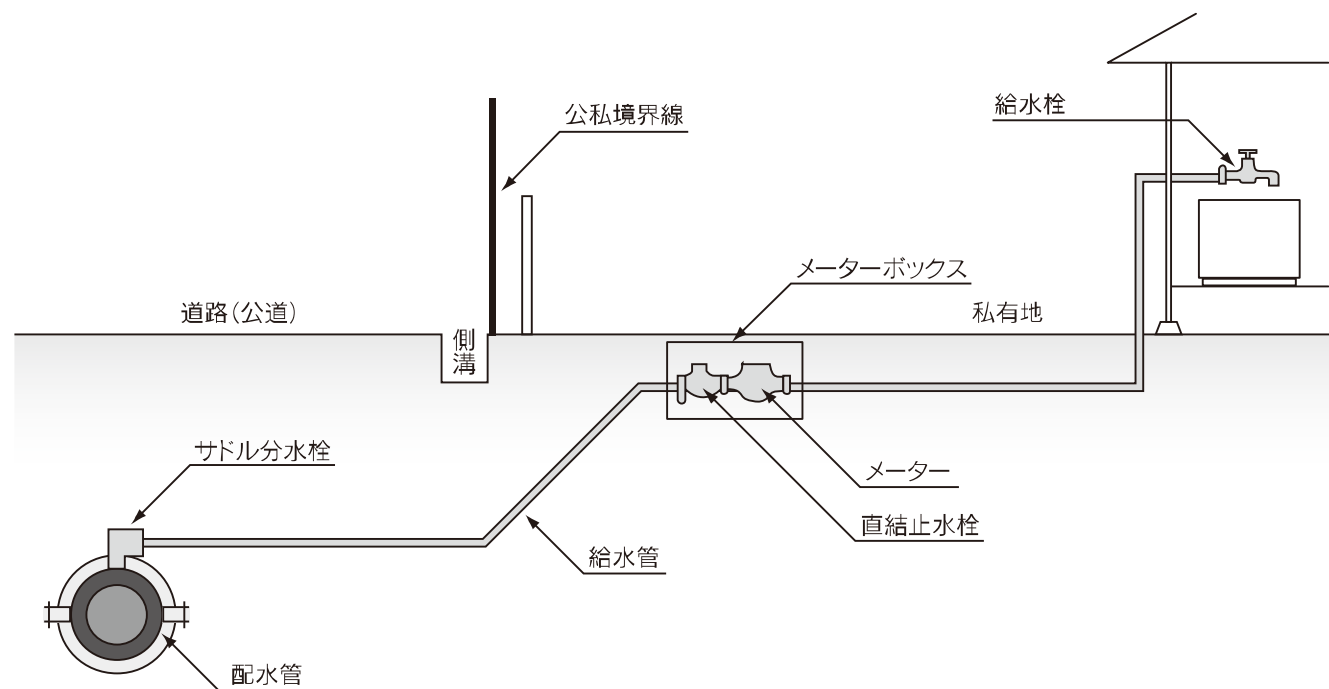 公私境界線
給水栓
メーターボックス
道路(公道)
私有地
側溝
サドル分水栓
メーター
直結止水栓
給水管
配水管